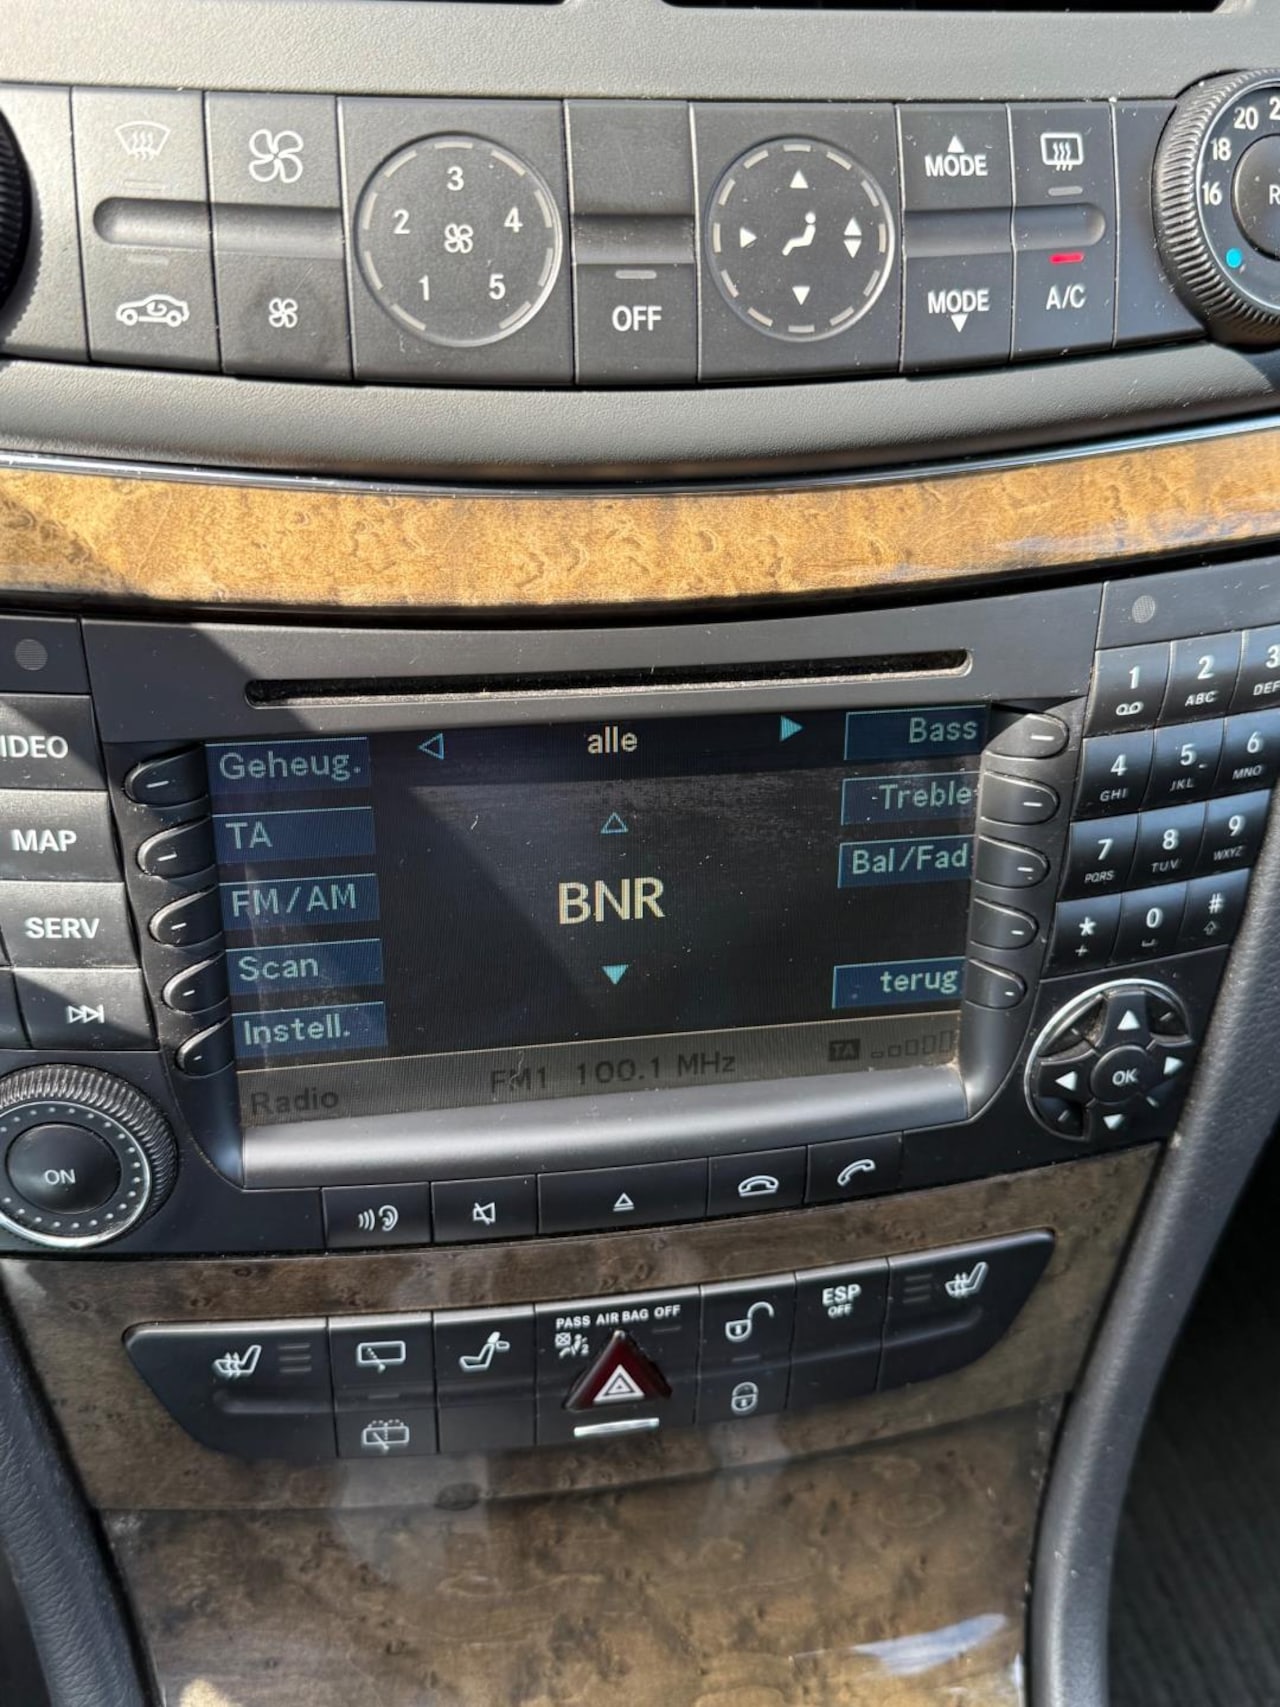 20
18
16
3
2
4
1
5
OFF
MODE
MODE
A/C
alle
Geheug.
TA
FM/AM
Scan
Instell.
BNR
Bass
Treble
Bal/Fad
terug
FM1 100.1 MHz
TA
Radio
MAP
SERV
ON
1
2 ABC
3
4 GHI
5 JKL
6 MNO
7 PQRS
8 TUV
9 WXYZ
* +
0
#
OK
PASS AIR BAG OFF
ESP
OFF